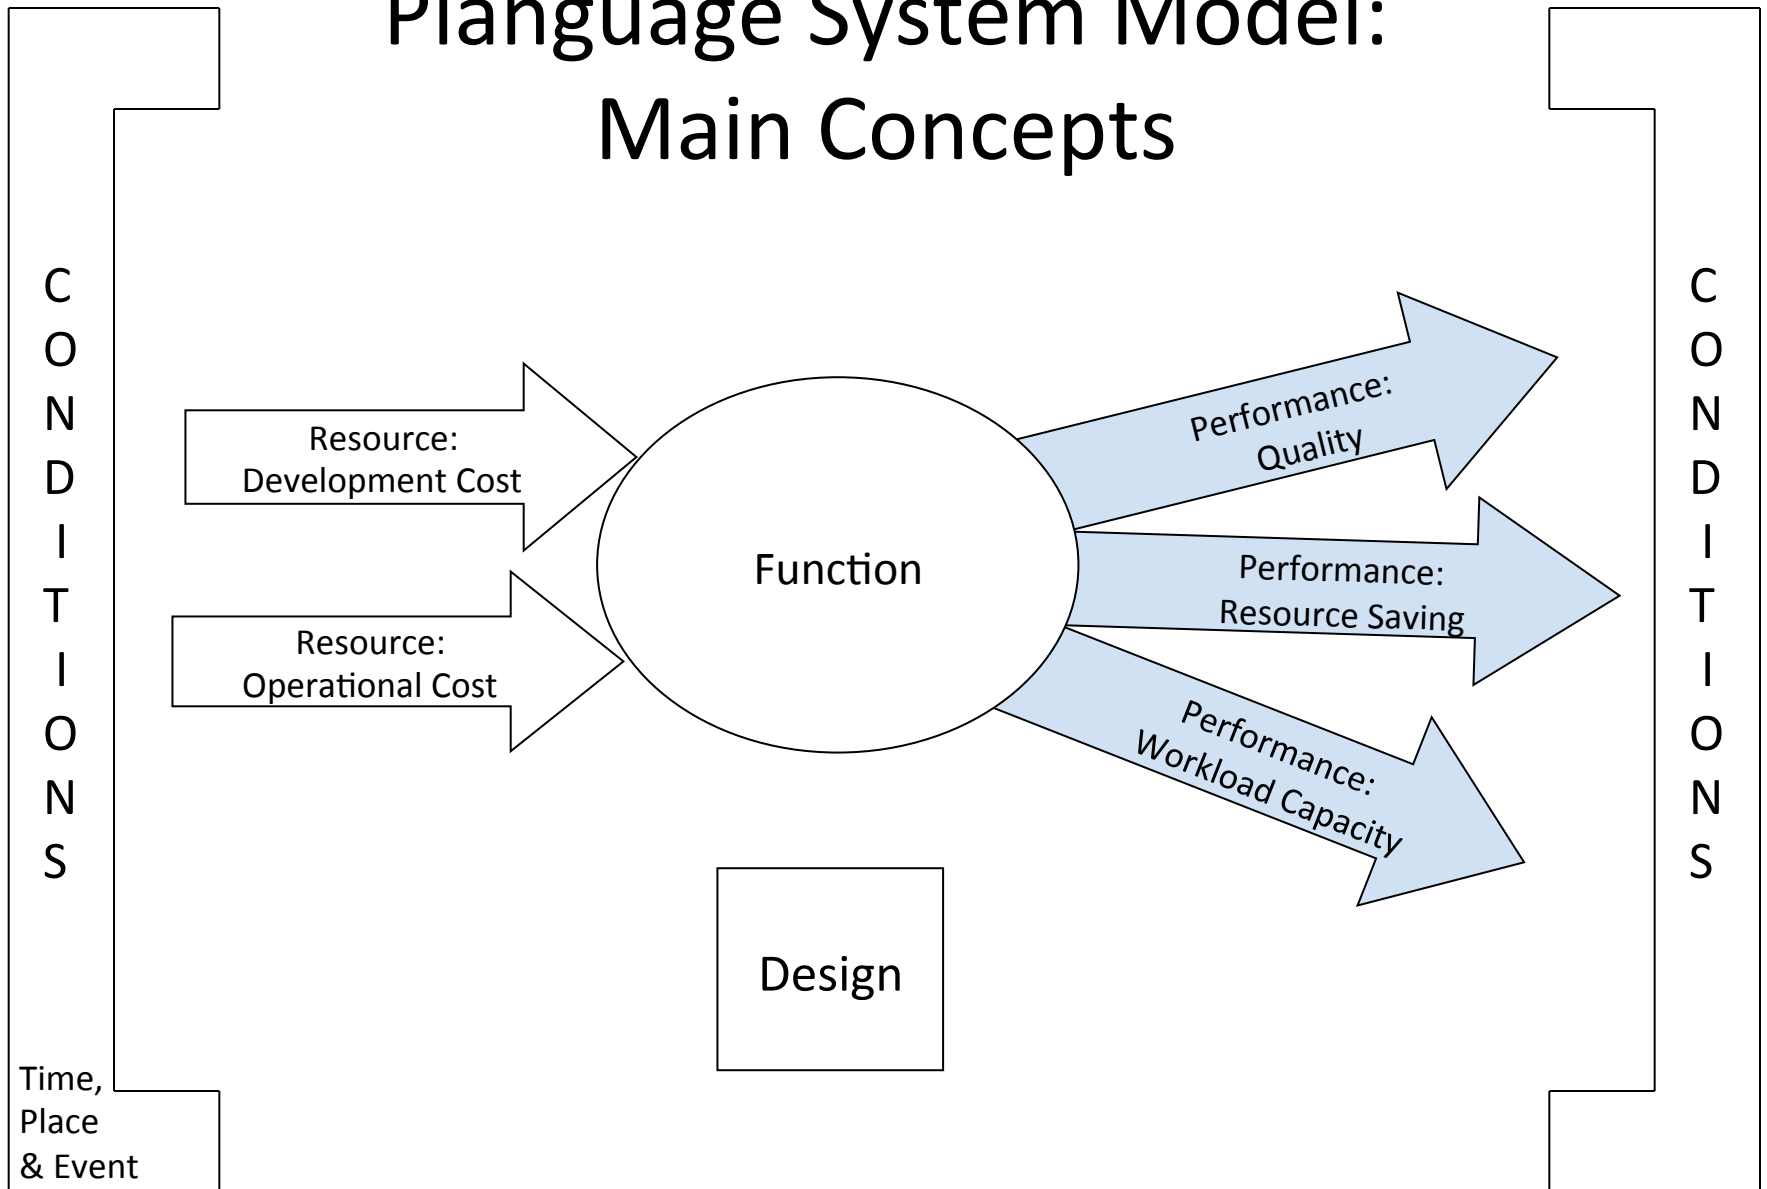 Planguage System Model:
Main Concepts
C
O
N
D
I
T
I
O
N
S
Time,
Place
& Event
Resource:
Development Cost
Resource:
Operational Cost
Function
Design
Performance:
Quality
Performance:
Resource Saving
Performance:
Workload Capacity
C
O
N
D
I
T
I
O
N
S